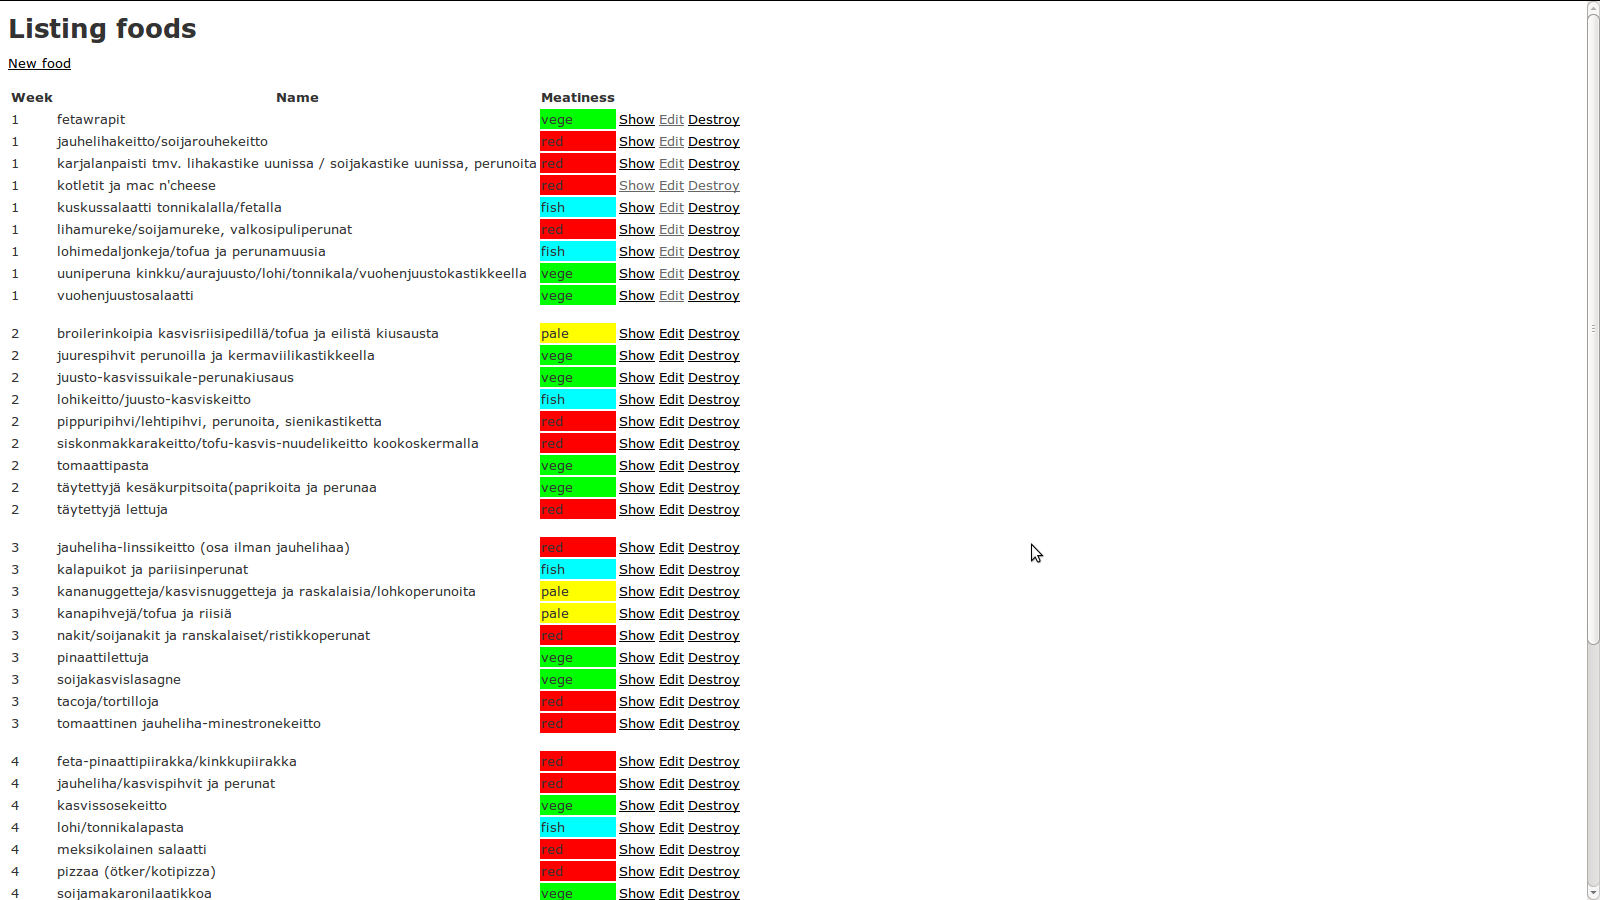 Listing foods
New food
Week Name Meatiness
1 fetawrapit vege Show Edit Destroy
1 jauhelihakeitto/soijarouhekeitto red Show Edit Destroy
1 karjalanpaisti tmv. lihakastike uunissa / soijakastike uunissa, perunoita red Show Edit Destroy
1 kotletit ja mac n'cheese red Show Edit Destroy
1 kuskussalaatti tonnikalalla/fetalla fish Show Edit Destroy
1 lihamureke/soijamureke, valkosipuliperunat red Show Edit Destroy
1 lohimedaljonkeja/tofua ja perunamuusia fish Show Edit Destroy
1 uuniperuna kinkku/aurajuusto/lohi/tonnikala/vuohenjuustokastikkeella vege Show Edit Destroy
1 vuohenjuustosalaatti vege Show Edit Destroy
2 broilerinkoipia kasvisriisipedillä/tofua ja eilistä kiusausta pale Show Edit Destroy
2 juurespihvit perunoilla ja kermaviilikastikkeella vege Show Edit Destroy
2 juusto-kasvissuikale-perunakiusaus vege Show Edit Destroy
2 lohikeitto/juusto-kasviskeitto fish Show Edit Destroy
2 pippuripihvi/lehtipihvi, perunoita, sienikastiketta red Show Edit Destroy
2 siskonmakkarakeitto/tofu-kasvis-nuudelikeitto kookoskermalla red Show Edit Destroy
2 tomaattipasta vege Show Edit Destroy
2 täytettyjä kesäkurpitsoita(paprikoita ja perunaa vege Show Edit Destroy
2 täytettyjä lettuja red Show Edit Destroy
3 jauheliha-linssikeitto (osa ilman jauhelihaa) red Show Edit Destroy
3 kalapuikot ja pariisinperunat fish Show Edit Destroy
3 kananuggetteja/kasvisnuggetteja ja raskalaisia/lohkoperunoita pale Show Edit Destroy
3 kanapihvejä/tofua ja riisiä pale Show Edit Destroy
3 nakit/soijanakit ja ranskalaiset/ristikkoperunat red Show Edit Destroy
3 pinaattilettuja vege Show Edit Destroy
3 soijakasvislasagne vege Show Edit Destroy
3 tacoja/tortilloja red Show Edit Destroy
3 tomaattinen jauheliha-minestronekeitto red Show Edit Destroy
4 feta-pinaattipiirakka/kinkkupiirakka red Show Edit Destroy
4 jauheliha/kasvispihvit ja perunat red Show Edit Destroy
4 kasvissosekeitto vege Show Edit Destroy
4 lohi/tonnikalapasta fish Show Edit Destroy
4 meksikolainen salaatti red Show Edit Destroy
4 pizzaa (ötker/kotipizza) red Show Edit Destroy
4 soijamakaronilaatikkoa vege Show Edit Destroy